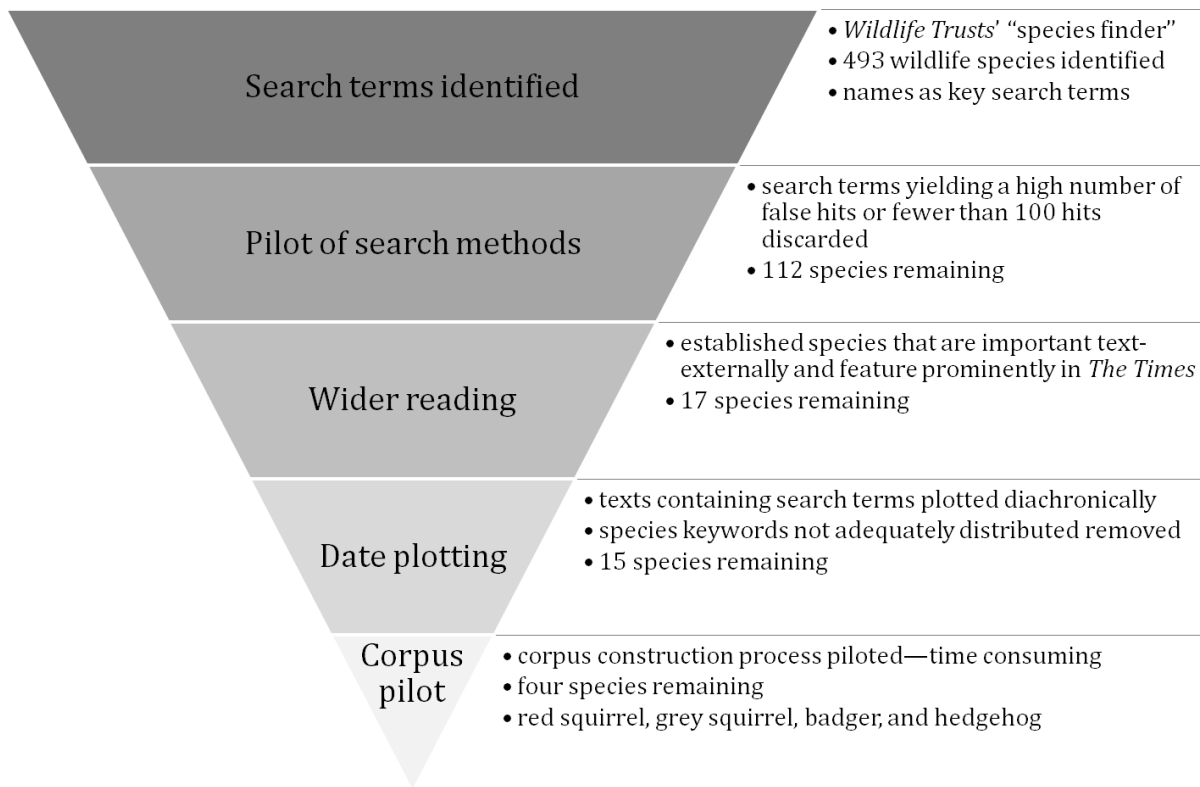 Search terms identified
• Wildlife Trusts’ “species finder”
• 493 wildlife species identified
• names as key search terms
Pilot of search methods
• search terms yielding a high number of
false hits or fewer than 100 hits
discarded
• 112 species remaining
Wider reading
• established species that are important text-
externally and feature prominently in The Times
• 17 species remaining
Date plotting
• texts containing search terms plotted diachronically
• species keywords not adequately distributed removed
• 15 species remaining
Corpus
pilot
• corpus construction process piloted—time consuming
• four species remaining
• red squirrel, grey squirrel, badger, and hedgehog